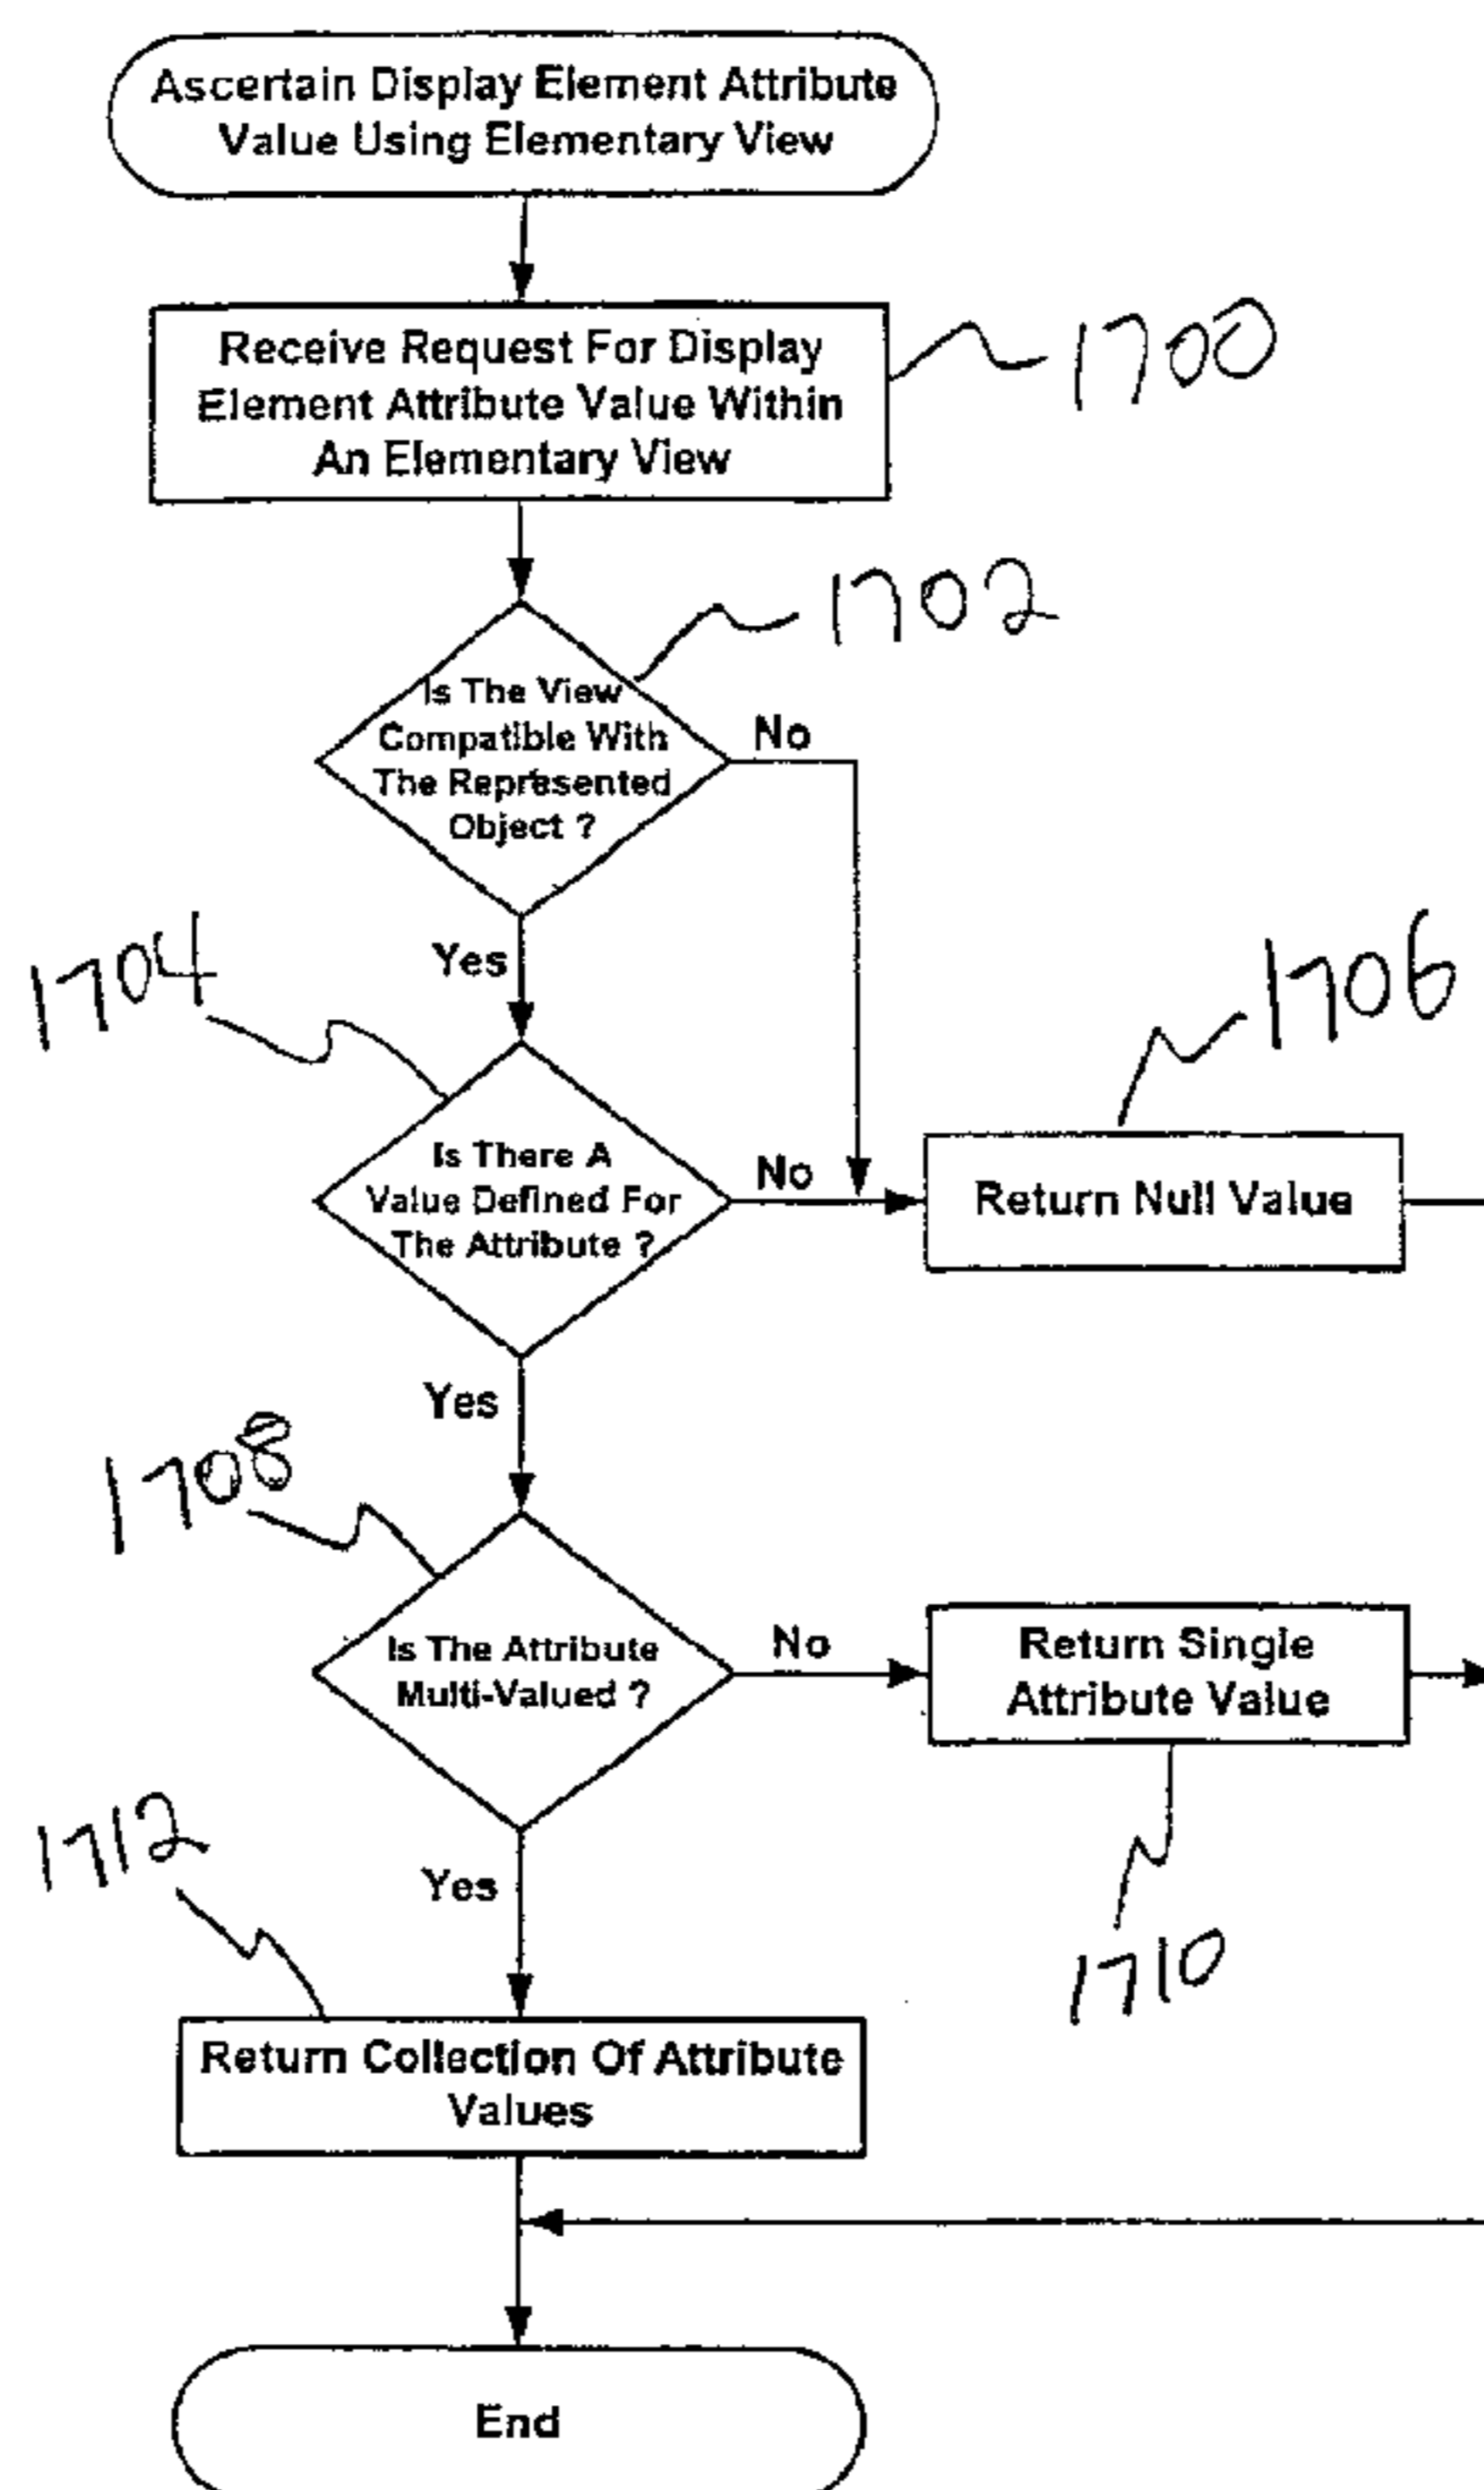 Ascertain Display Element Attribute
Value Using Elementary View
Receive Request For Display
Element Attribute Value Within
An Elementary View
1700
1702
Is The View
Compatible With
The Represented
Object ?
No
Yes
1704
1706
Is There A
Value Defined For
The Attribute ?
No
Return Null Value
Yes
1708
Is The Attribute
Multi-Valued ?
No
Return Single
Attribute Value
1710
Yes
1712
Return Collection Of Attribute
Values
End